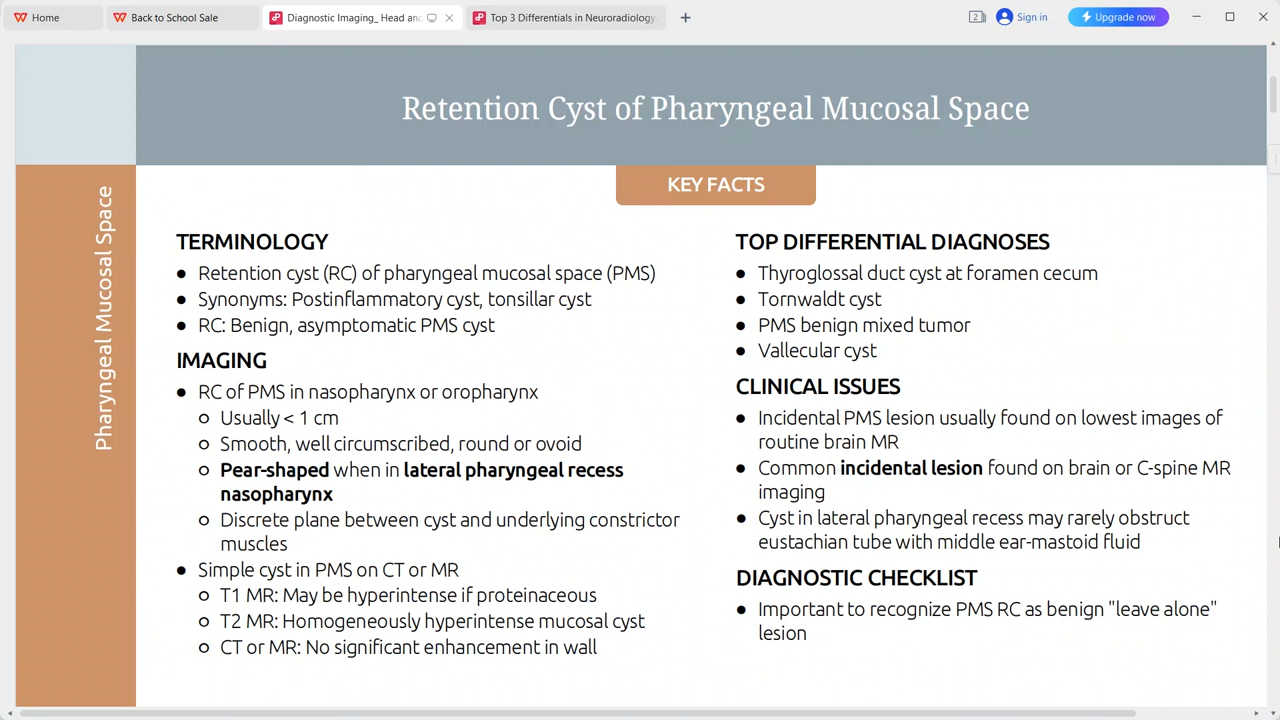 Home
Back to School Sale
Diagnostic Imaging_ Head an
Top 3 Differentials in Neuroradiology
2
Sign in
Upgrade now
Retention Cyst of Pharyngeal Mucosal Space
Pharyngeal Mucosal Space
KEY FACTS
TERMINOLOGY
● Retention cyst (RC) of pharyngeal mucosal space (PMS)
● Synonyms: Postinflammatory cyst, tonsillar cyst
● RC: Benign, asymptomatic PMS cyst
IMAGING
● RC of PMS in nasopharynx or oropharynx
○ Usually < 1 cm
○ Smooth, well circumscribed, round or ovoid
○ Pear-shaped when in lateral pharyngeal recess
nasopharynx
○ Discrete plane between cyst and underlying constrictor
muscles
● Simple cyst in PMS on CT or MR
○ T1 MR: May be hyperintense if proteinaceous
○ T2 MR: Homogeneously hyperintense mucosal cyst
○ CT or MR: No significant enhancement in wall
TOP DIFFERENTIAL DIAGNOSES
● Thyroglossal duct cyst at foramen cecum
● Tornwaldt cyst
● PMS benign mixed tumor
● Vallecular cyst
CLINICAL ISSUES
● Incidental PMS lesion usually found on lowest images of
routine brain MR
● Common incidental lesion found on brain or C-spine MR
imaging
● Cyst in lateral pharyngeal recess may rarely obstruct
eustachian tube with middle ear-mastoid fluid
DIAGNOSTIC CHECKLIST
● Important to recognize PMS RC as benign "leave alone"
lesion